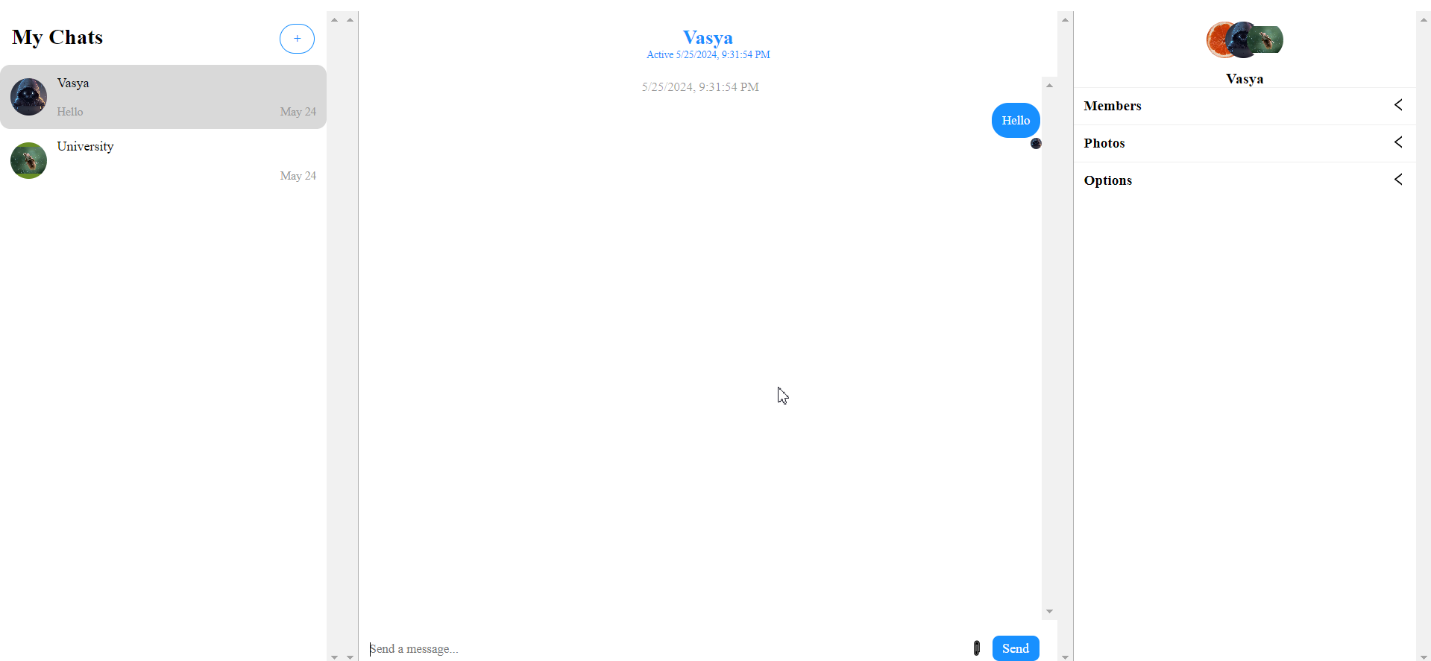 My Chats
+
Vasya
Hello
May 24
University
May 24
Vasya
Active 5/25/2024, 9:31:54 PM
5/25/2024, 9:31:54 PM
Hello
Send a message...
Send
Vasya
Members
Photos
Options